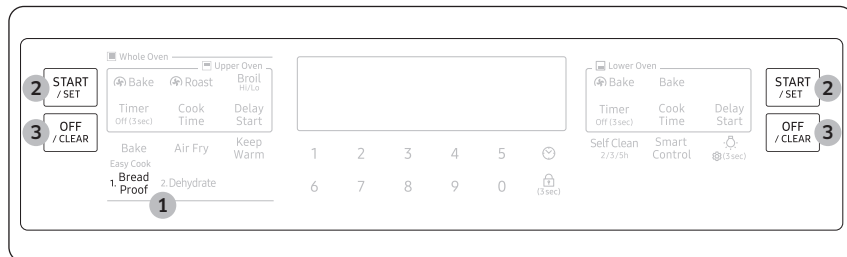 Whole Oven
Upper Oven
Bake Roast Broil
Hi/Lo
Timer Cook Delay
Off (3 sec) Time Start
Bake Air Fry Keep
Warm
Easy Cook
1. Bread 2. Dehydrate
Proof
1
2 START
/ SET
3 OFF
/ CLEAR
1 2 3 4 5
6 7 8 9 0
(3 sec)
Lower Oven
Bake Bake
Timer Cook Delay
Off (3 sec) Time Start
Self Clean Smart
2/3/5h Control (3 sec)
START 2
/ SET
OFF 3
/ CLEAR